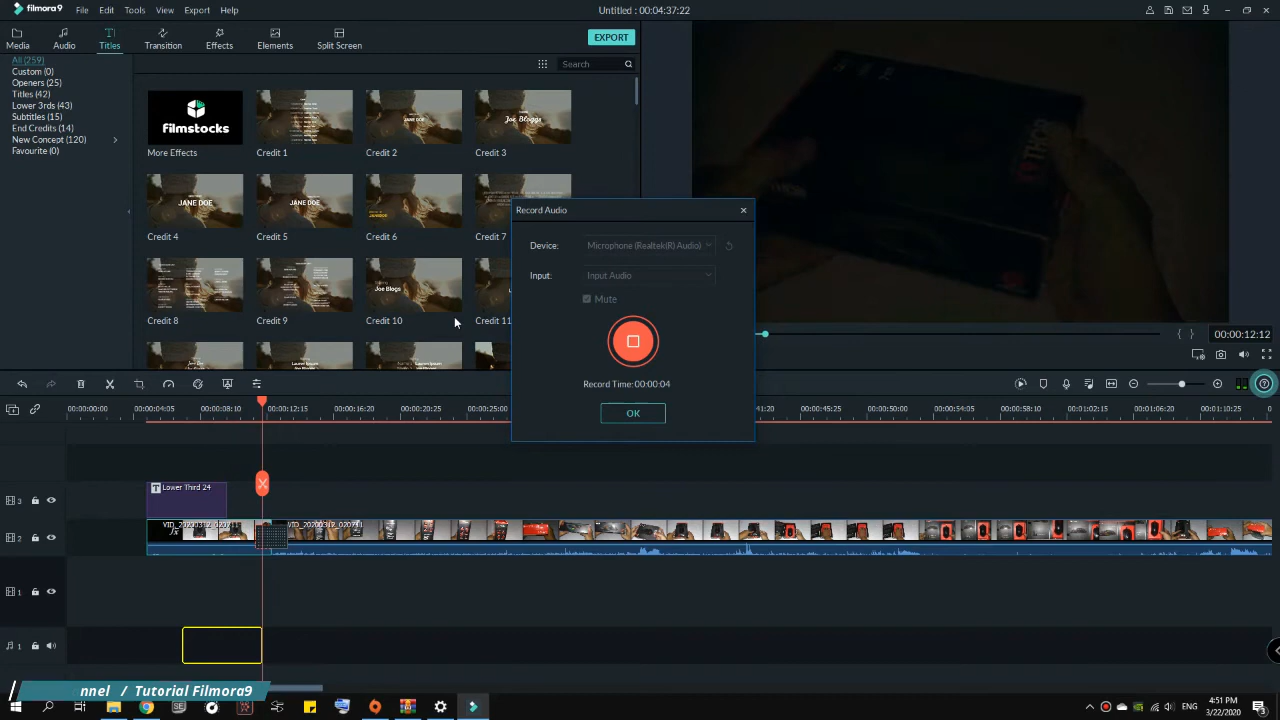 filmora9 File Edit Tools View Export Help Untitled : 00:04:37:22
Media Audio Titles Transition Effects Elements Split Screen EXPORT
All (259)
Custom (0)
Openers (25)
Titles (42)
Lower 3rds (43)
Subtitles (15)
End Credits (14)
New Concept (120)
Favourite (0)
Search
filmstocks
JANE DOE
Joe Bloggs
More Effects Credit 1 Credit 2 Credit 3
JANE DOE JANE DOE
Credit 4 Credit 5 Credit 6 Credit 7
Joe Blogs
Credit 8 Credit 9 Credit 10 Credit 11
Record Audio
Device: Microphone (Realtek(R) Audio)
Input: Input Audio
Mute
Record Time:00:00:04
OK
00:00:12:12
00:00:00:00 00:00:04:05 00:00:08:10 00:00:12:15 00:00:16:20 00:00:20:25 00:00:25:00 41:20 00:00:45:25 00:00:50:00 00:00:54:05 00:00:58:10 00:01:02:15 00:01:06:20 00:01:10:25
3 Lower Third 24
2 fx
1
1
nnel / Tutorial Filmora9
ENG 4:51 PM
3/22/2020 3